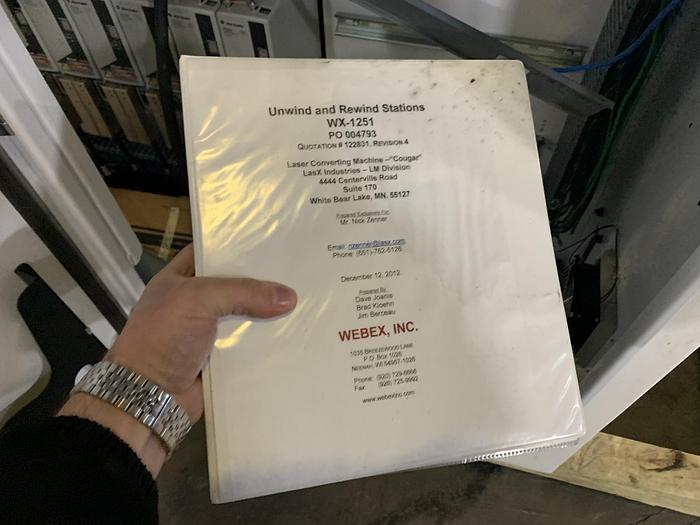 Unwind and Rewind Stations
WX-1251
PO 004793
QUOTATION # 122831, REVISION 4
Laser Converting Machine –"Cougar"
LasX Industries – LM Division
4444 Centerville Road
Suite 170
White Bear Lake, MN. 55127
Prepared Exclusively For:
Mr. Nick Zenner
Email: nzenner@lasx.com
Phone: (651)-762-5126
December 12, 2012
Prepared By:
Dave Joanis
Brad Kloehn
Jim Berceau
WEBEX, INC.
1035 BREEZEWOOD LANE
P.O. BOX 1026
NEENAH, WI 54957-1026
Phone: (920) 729-6666
Fax: (920) 725-9992
www.webexinc.com